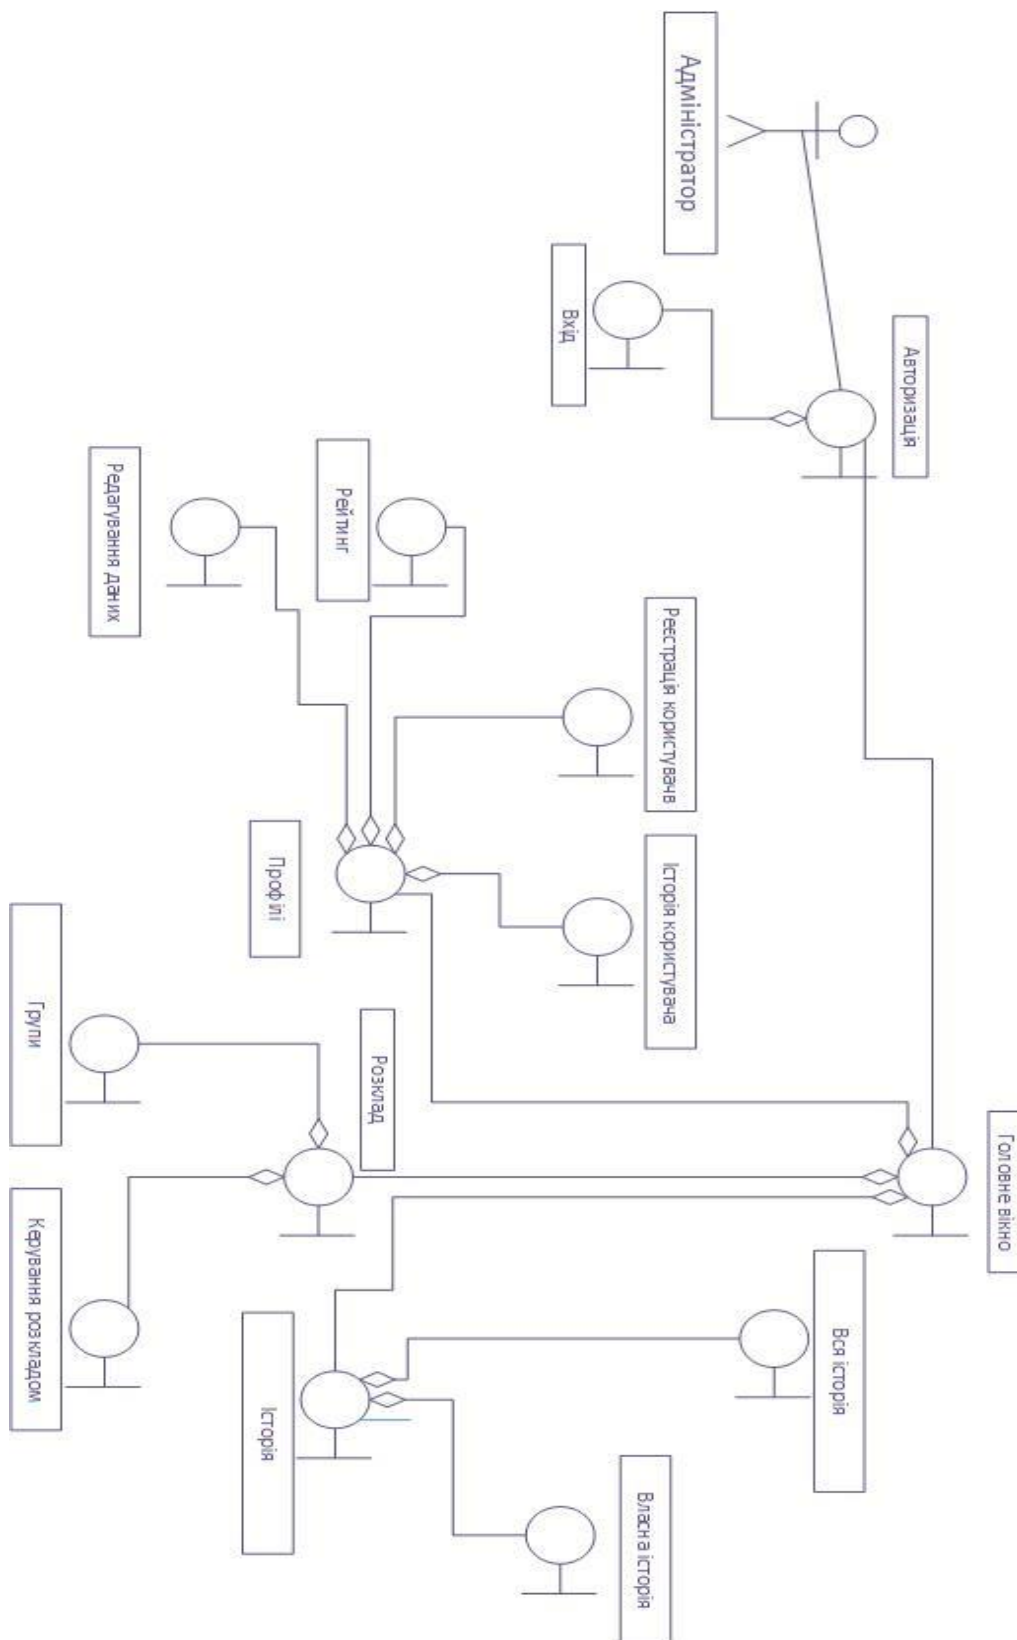 Головне вікно
Авторизація
Вся історія
Адміністратор
Реєстрація користувачв
Історія користувача
Власна історія
Вхід
Розклад
Рейтинг
Профілі
Історія
Редагування даних
Групи
Керування розкладом